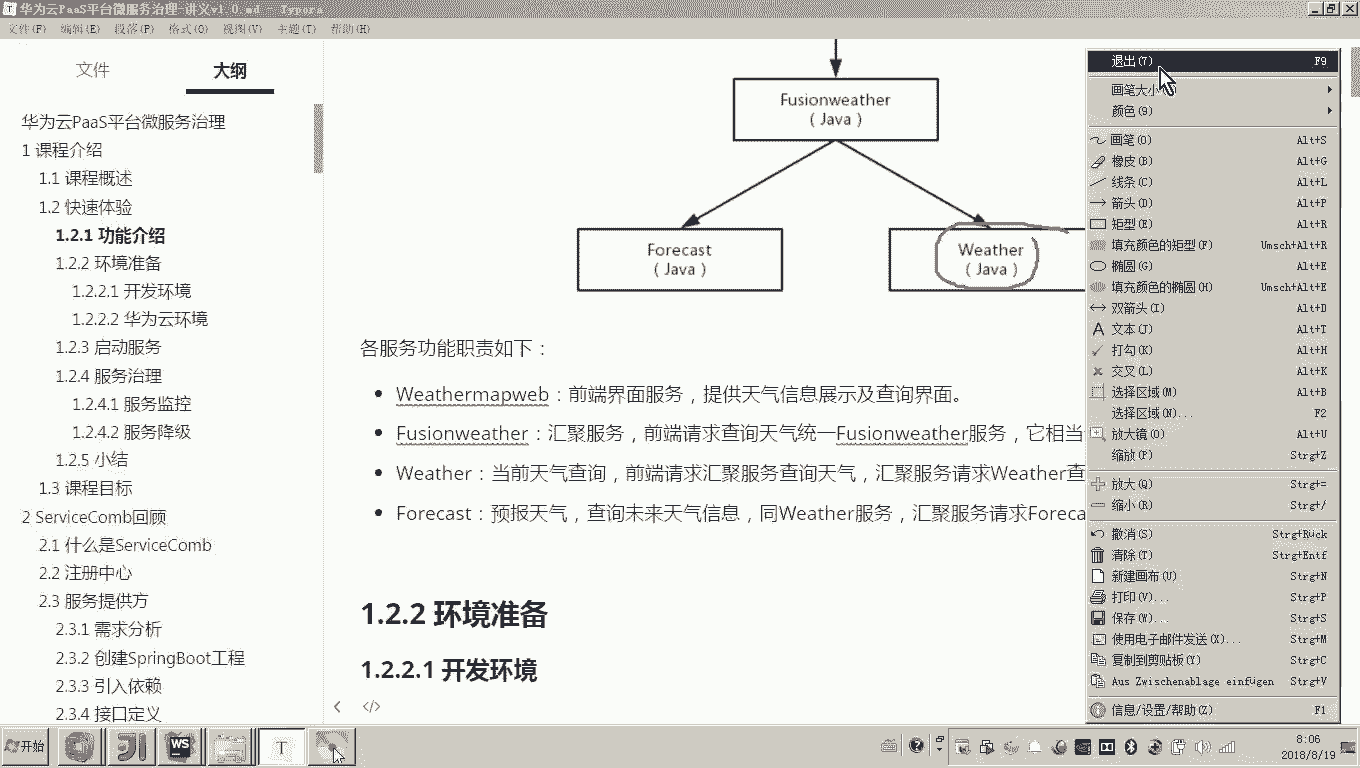 华为云PaaS平台微服务治理-讲义v1.0.md - Typora
文件(F) 编辑(E) 段落(P) 格式(O) 视图(V) 主题(T) 帮助(H)
文件 大纲
华为云PaaS平台微服务治理
1 课程介绍
1.1 课程概述
1.2 快速体验
1.2.1 功能介绍
1.2.2 环境准备
1.2.2.1 开发环境
1.2.2.2 华为云环境
1.2.3 启动服务
1.2.4 服务治理
1.2.4.1 服务监控
1.2.4.2 服务降级
1.2.5 小结
1.3 课程目标
2 ServiceComb回顾
2.1 什么是ServiceComb
2.2 注册中心
2.3 服务提供方
2.3.1 需求分析
2.3.2 创建SpringBoot工程
2.3.3 引入依赖
2.3.4 接口定义
Fusionweather
（Java）
Forecast
（Java）
Weather
（Java）
各服务功能职责如下：
Weathermapweb：前端界面服务，提供天气信息展示及查询界面。
Fusionweather：汇聚服务，前端请求查询天气统一Fusionweather服务，它相当
Weather：当前天气查询，前端请求汇聚服务查询天气，汇聚服务请求Weather查
Forecast：预报天气，查询未来天气信息，同Weather服务，汇聚服务请求Foreca
1.2.2 环境准备
1.2.2.1 开发环境
退出(7) F9
画笔大小
颜色(9)
画笔(0) Alt+S
橡皮(B) Alt+G
线条(C) Alt+L
箭头(D) Alt+P
矩型(E) Alt+R
填充颜色的矩型(F) Umsch+Alt+R
椭圆(G) Alt+E
填充颜色的椭圆(H) Umsch+Alt+E
双箭头(I) Alt+D
文本(J) Alt+T
打勾(K) Alt+H
交叉(L) Alt+K
选择区域(M) Alt+B
选择区域(N)... F2
放大镜(O) Alt+U
缩放(P) Strg+Z
放大(Q) Strg+=
缩小(R) Strg+/
撤消(S) Strg+Rück
清除(T) Strg+Entf
新建画布(U) Strg+N
打印(V)... Strg+P
保存(W)... Strg+S
使用电子邮件发送(X)... Strg+M
复制到剪贴板(Y) Strg+C
Aus Zwischenablage einfügen Strg+V
信息/设置/帮助(Z) F1
开始
WS
T
8:06
2018/8/19